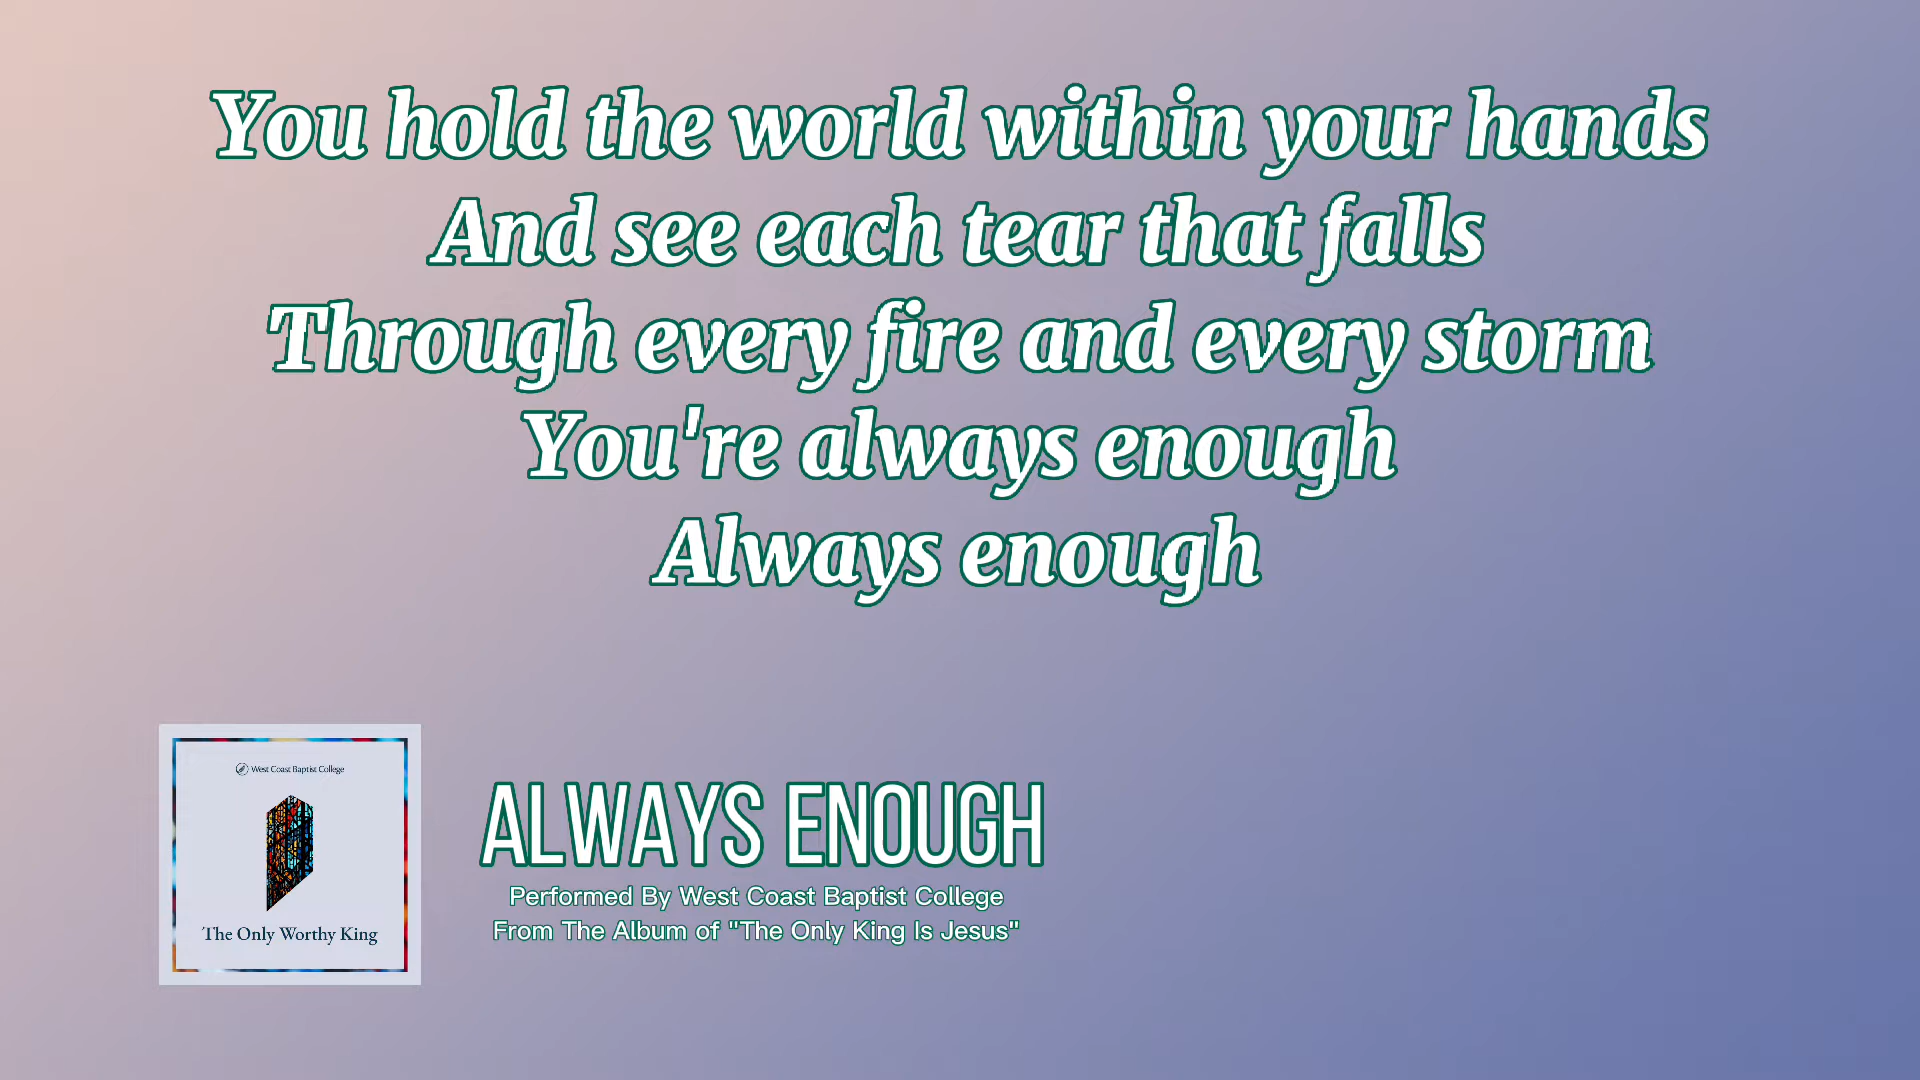 You hold the world within your hands
And see each tear that falls
Through every fire and every storm
You're always enough
Always enough
West Coast Baptist College
The Only Worthy King
ALWAYS ENOUGH
Performed By West Coast Baptist College
From The Album of "The Only King Is Jesus"